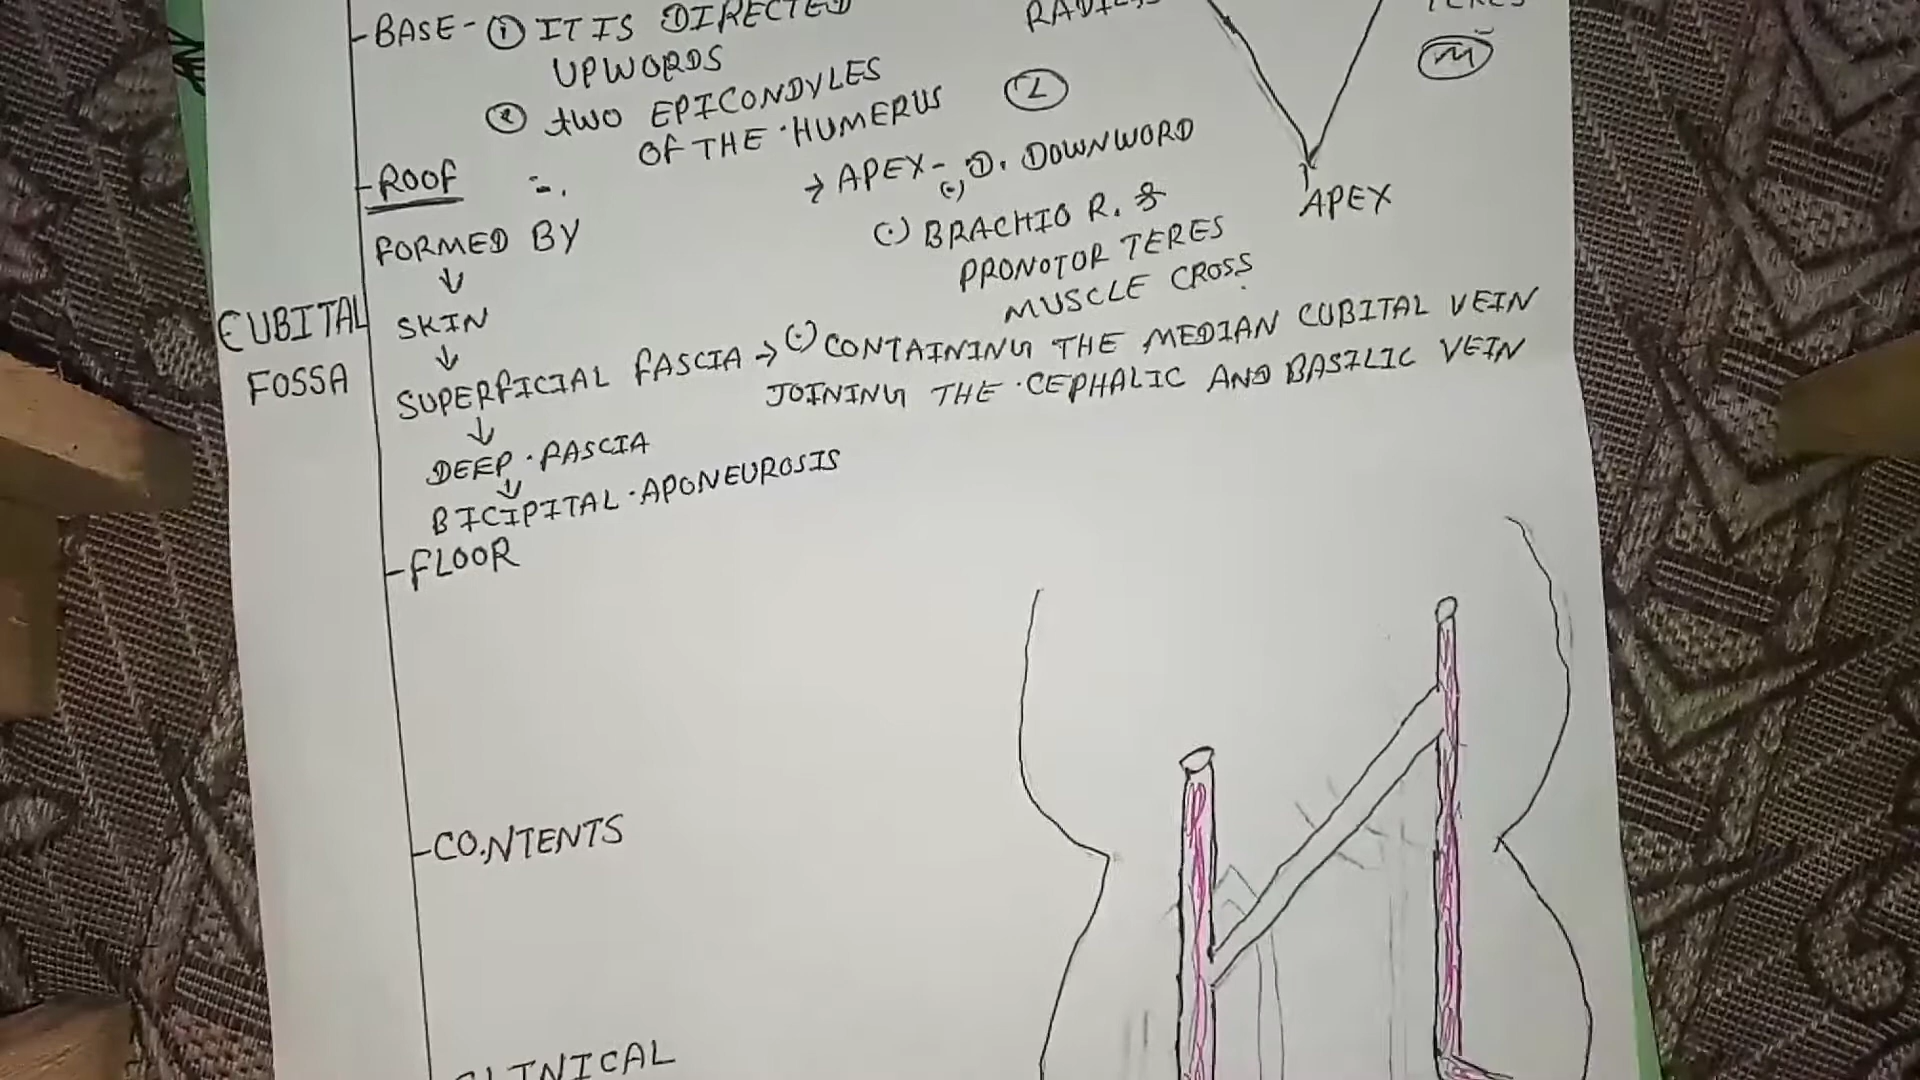 BASE - ① IT IS DIRECTED
UPWORDS
② TWO EPICONDYLES
OF THE HUMERUS
ROOF :-
FORMED BY
↓
SKIN
↓
SUPERFICIAL FASCIA → (•) CONTAINING THE MEDIAN CUBITAL VEIN
JOINING THE CEPHALIC AND BASILIC VEIN
↓
DEEP FASCIA
↓
BICIPITAL APONEUROSIS
FLOOR
CONTENTS
CUBITAL
FOSSA
L
→ APEX - D. DOWNWORD
(•) BRACHIO R. &
PRONOTOR TERES
MUSCLE CROSS
M
APEX